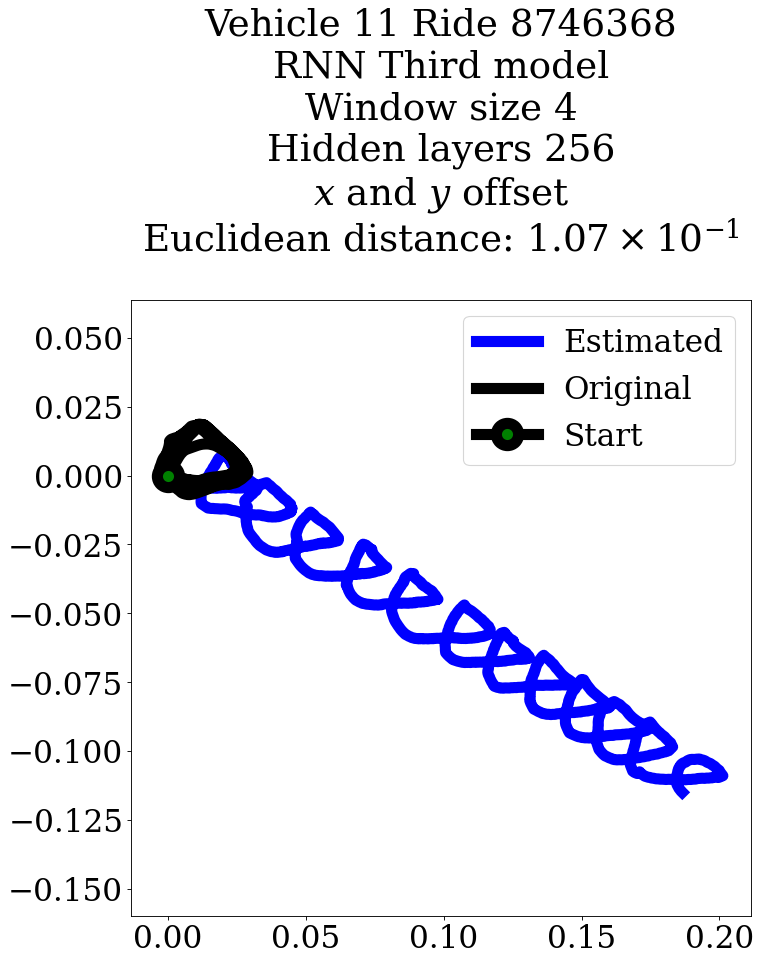 Vehicle 11 Ride 8746368
RNN Third model
Window size 4
Hidden layers 256
x and y offset
Euclidean distance: 1.07 × 10⁻¹
Estimated
Original
Start
0.050
0.025
0.000
−0.025
−0.050
−0.075
−0.100
−0.125
−0.150
0.00 0.05 0.10 0.15 0.20